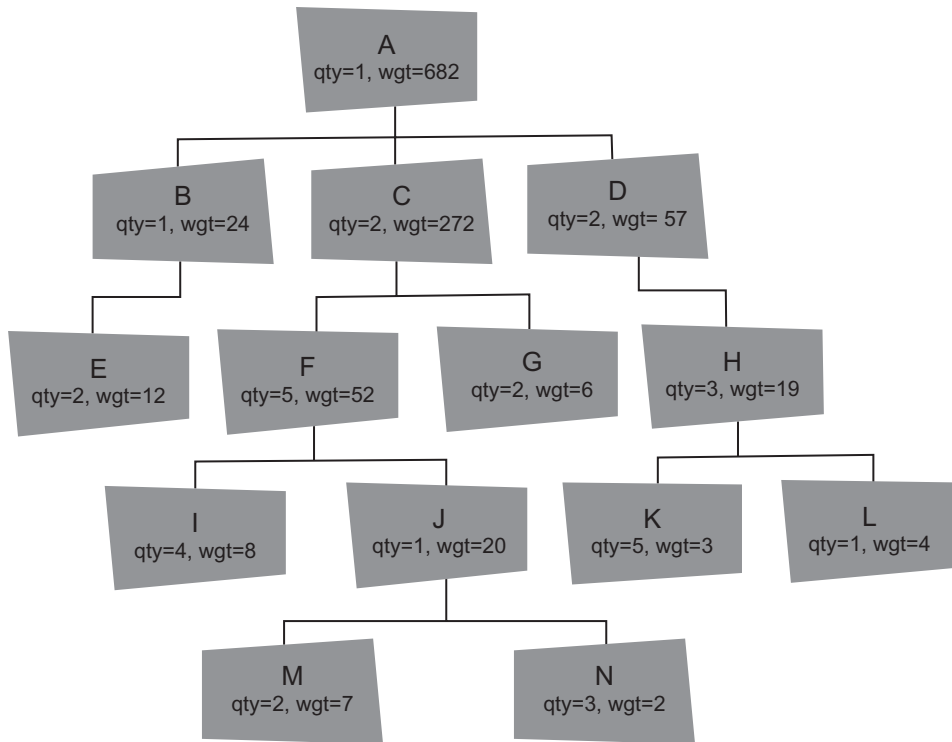 A
qty=1, wgt=682
B
qty=1, wgt=24
C
qty=2, wgt=272
D
qty=2, wgt= 57
E
qty=2, wgt=12
F
qty=5, wgt=52
G
qty=2, wgt=6
H
qty=3, wgt=19
I
qty=4, wgt=8
J
qty=1, wgt=20
K
qty=5, wgt=3
L
qty=1, wgt=4
M
qty=2, wgt=7
N
qty=3, wgt=2